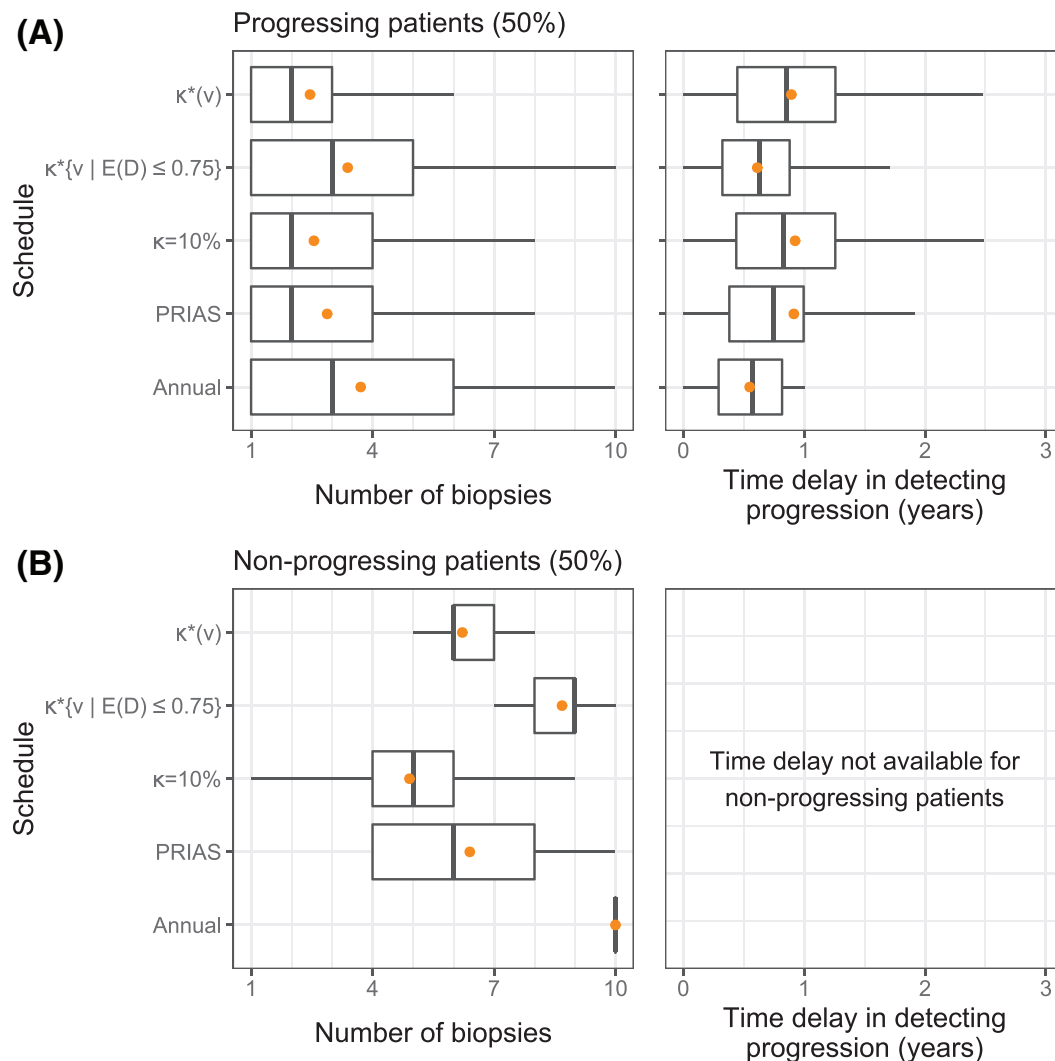 (A)
Progressing patients (50%)
Schedule
κ*(v)
κ*{v | E(D) ≤ 0.75}
κ=10%
PRIAS
Annual
1 4 7 10
Number of biopsies
0 1 2 3
Time delay in detecting
progression (years)
(B)
Non-progressing patients (50%)
Schedule
κ*(v)
κ*{v | E(D) ≤ 0.75}
κ=10%
PRIAS
Annual
1 4 7 10
Number of biopsies
Time delay not available for
non-progressing patients
0 1 2 3
Time delay in detecting
progression (years)